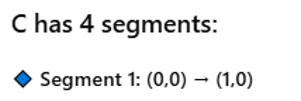 C has 4 segments:
🔷 Segment 1: (0,0) → (1,0)